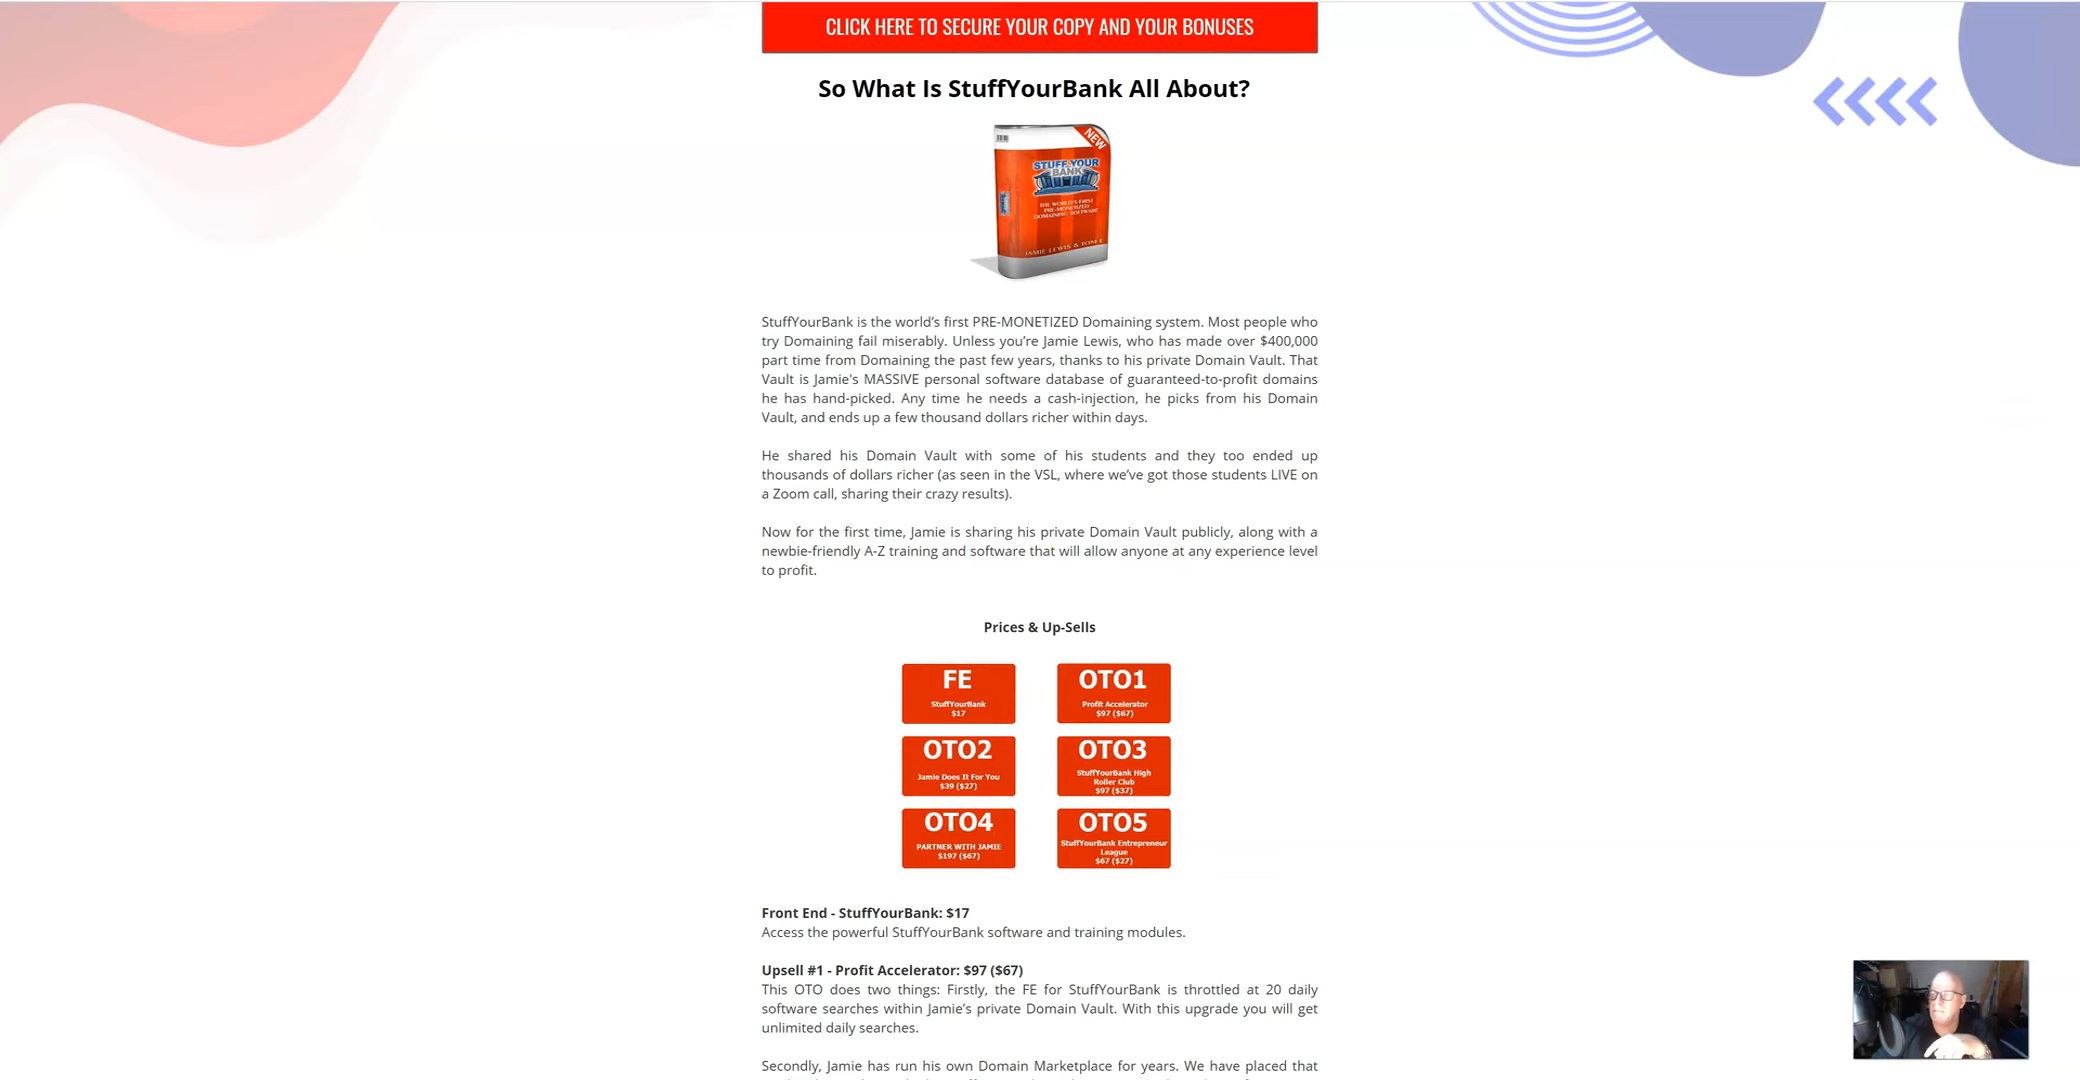 CLICK HERE TO SECURE YOUR COPY AND YOUR BONUSES
So What Is StuffYourBank All About?
NEW
STUFF YOUR
BANK
THE WORLD'S FIRST
PRE-MONETIZED
DOMAINING SOFTWARE
JAMIE LEWIS & TOM E
StuffYourBank is the world’s first PRE-MONETIZED Domaining system. Most people who
try Domaining fail miserably. Unless you’re Jamie Lewis, who has made over $400,000
part time from Domaining the past few years, thanks to his private Domain Vault. That
Vault is Jamie's MASSIVE personal software database of guaranteed-to-profit domains
he has hand-picked. Any time he needs a cash-injection, he picks from his Domain
Vault, and ends up a few thousand dollars richer within days.
He shared his Domain Vault with some of his students and they too ended up
thousands of dollars richer (as seen in the VSL, where we’ve got those students LIVE on
a Zoom call, sharing their crazy results).
Now for the first time, Jamie is sharing his private Domain Vault publicly, along with a
newbie-friendly A-Z training and software that will allow anyone at any experience level
to profit.
Prices & Up-Sells
FE
StuffYourBank
$17
OTO1
Profit Accelerator
$97 ($67)
OTO2
Jamie Does It For You
$39 ($27)
OTO3
StuffYourBank High
Roller Club
$97 ($37)
OTO4
PARTNER WITH JAMIE
$197 ($67)
OTO5
StuffYourBank Entrepreneur
League
$67 ($27)
Front End - StuffYourBank: $17
Access the powerful StuffYourBank software and training modules.
Upsell #1 - Profit Accelerator: $97 ($67)
This OTO does two things: Firstly, the FE for StuffYourBank is throttled at 20 daily
software searches within Jamie’s private Domain Vault. With this upgrade you will get
unlimited daily searches.
Secondly, Jamie has run his own Domain Marketplace for years. We have placed that